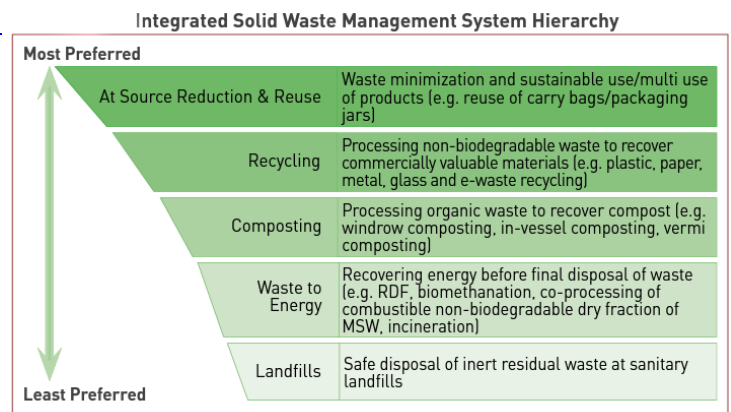 Integrated Solid Waste Management System Hierarchy
Most Preferred
At Source Reduction & Reuse
Waste minimization and sustainable use/multi use
of products (e.g. reuse of carry bags/packaging
jars)
Recycling
Processing non-biodegradable waste to recover
commercially valuable materials (e.g. plastic, paper,
metal, glass and e-waste recycling)
Composting
Processing organic waste to recover compost (e.g.
windrow composting, in-vessel composting, vermi
composting)
Waste to
Energy
Recovering energy before final disposal of waste
(e.g. RDF, biomethanation, co-processing of
combustible non-biodegradable dry fraction of
MSW, incineration)
Landfills
Safe disposal of inert residual waste at sanitary
landfills
Least Preferred